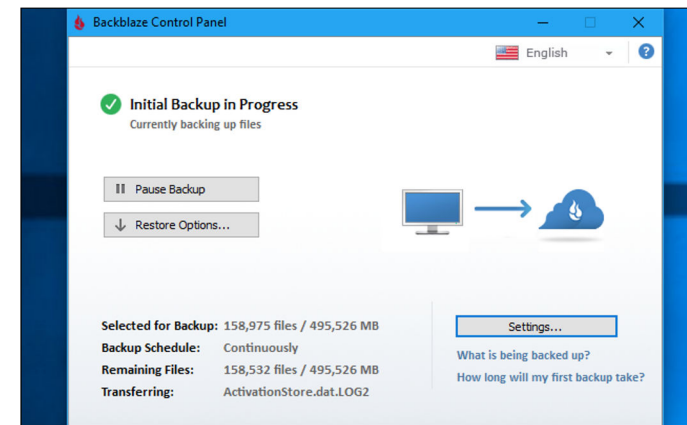 Backblaze Control Panel
English
Initial Backup in Progress
Currently backing up files
Pause Backup
Restore Options...
Selected for Backup: 158,975 files / 495,526 MB
Backup Schedule: Continuously
Remaining Files: 158,532 files / 495,526 MB
Transferring: ActivationStore.dat.LOG2
Settings...
What is being backed up?
How long will my first backup take?